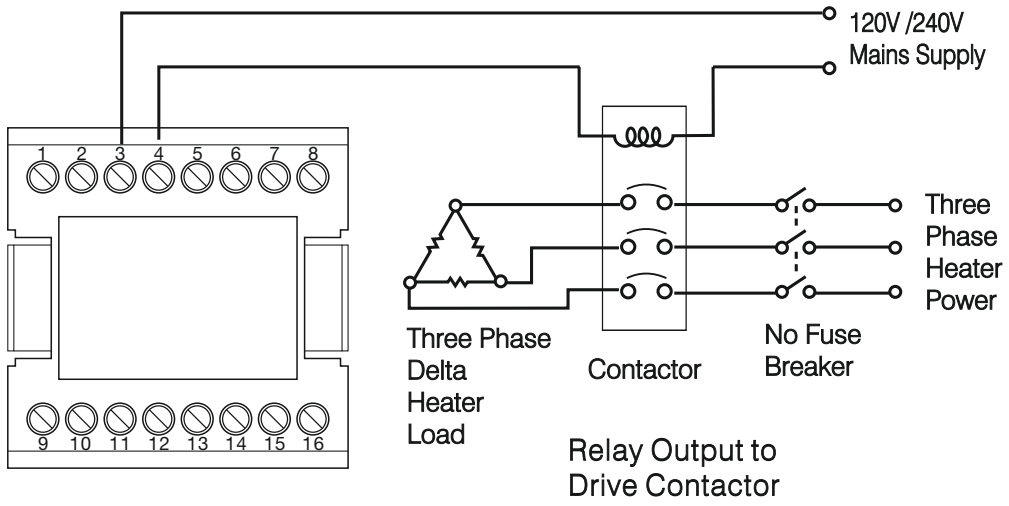 120V /240V
Mains Supply
1 2 3 4 5 6 7 8
Three
Phase
Heater
Power
Three Phase
Delta
Heater
Load
Contactor
No Fuse
Breaker
9 10 11 12 13 14 15 16
Relay Output to
Drive Contactor